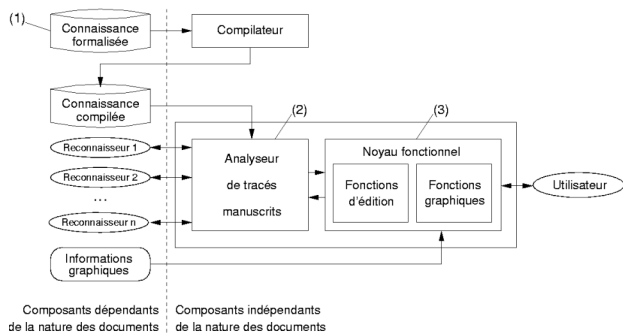 (1)
Connaissance
formalisée
Compilateur
Connaissance
compilée
(2)
(3)
Reconnaisseur 1
Reconnaisseur 2
...
Reconnaisseur n
Analyseur
de tracés
manuscrits
Noyau fonctionnel
Fonctions
d'édition
Fonctions
graphiques
Utilisateur
Informations
graphiques
Composants dépendants
de la nature des documents
Composants indépendants
de la nature des documents